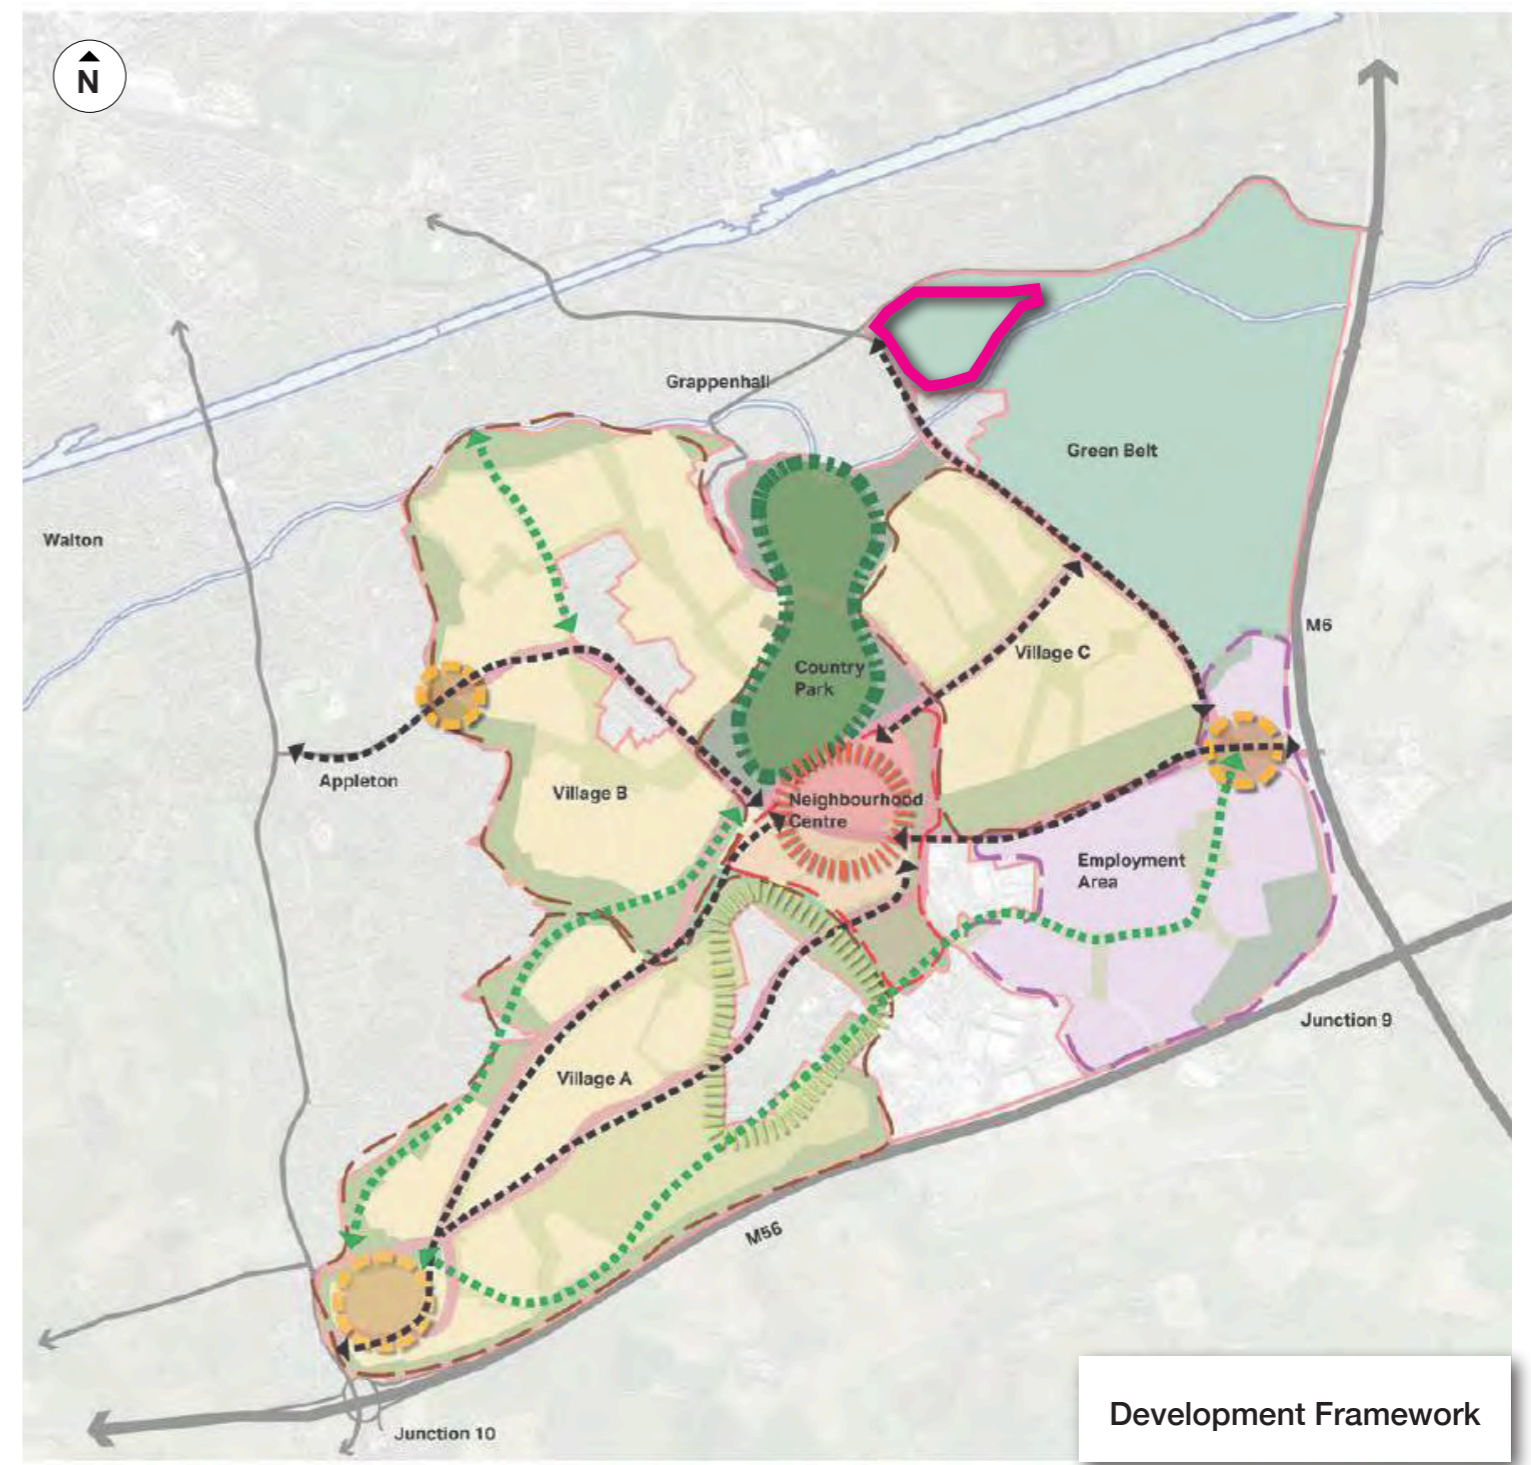 N
Grappenhall
Green Belt
Walton
M6
Village C
Country
Park
Appleton
Village B
Neighbourhood
Centre
Employment
Area
Junction 9
Village A
M56
Development Framework
Junction 10